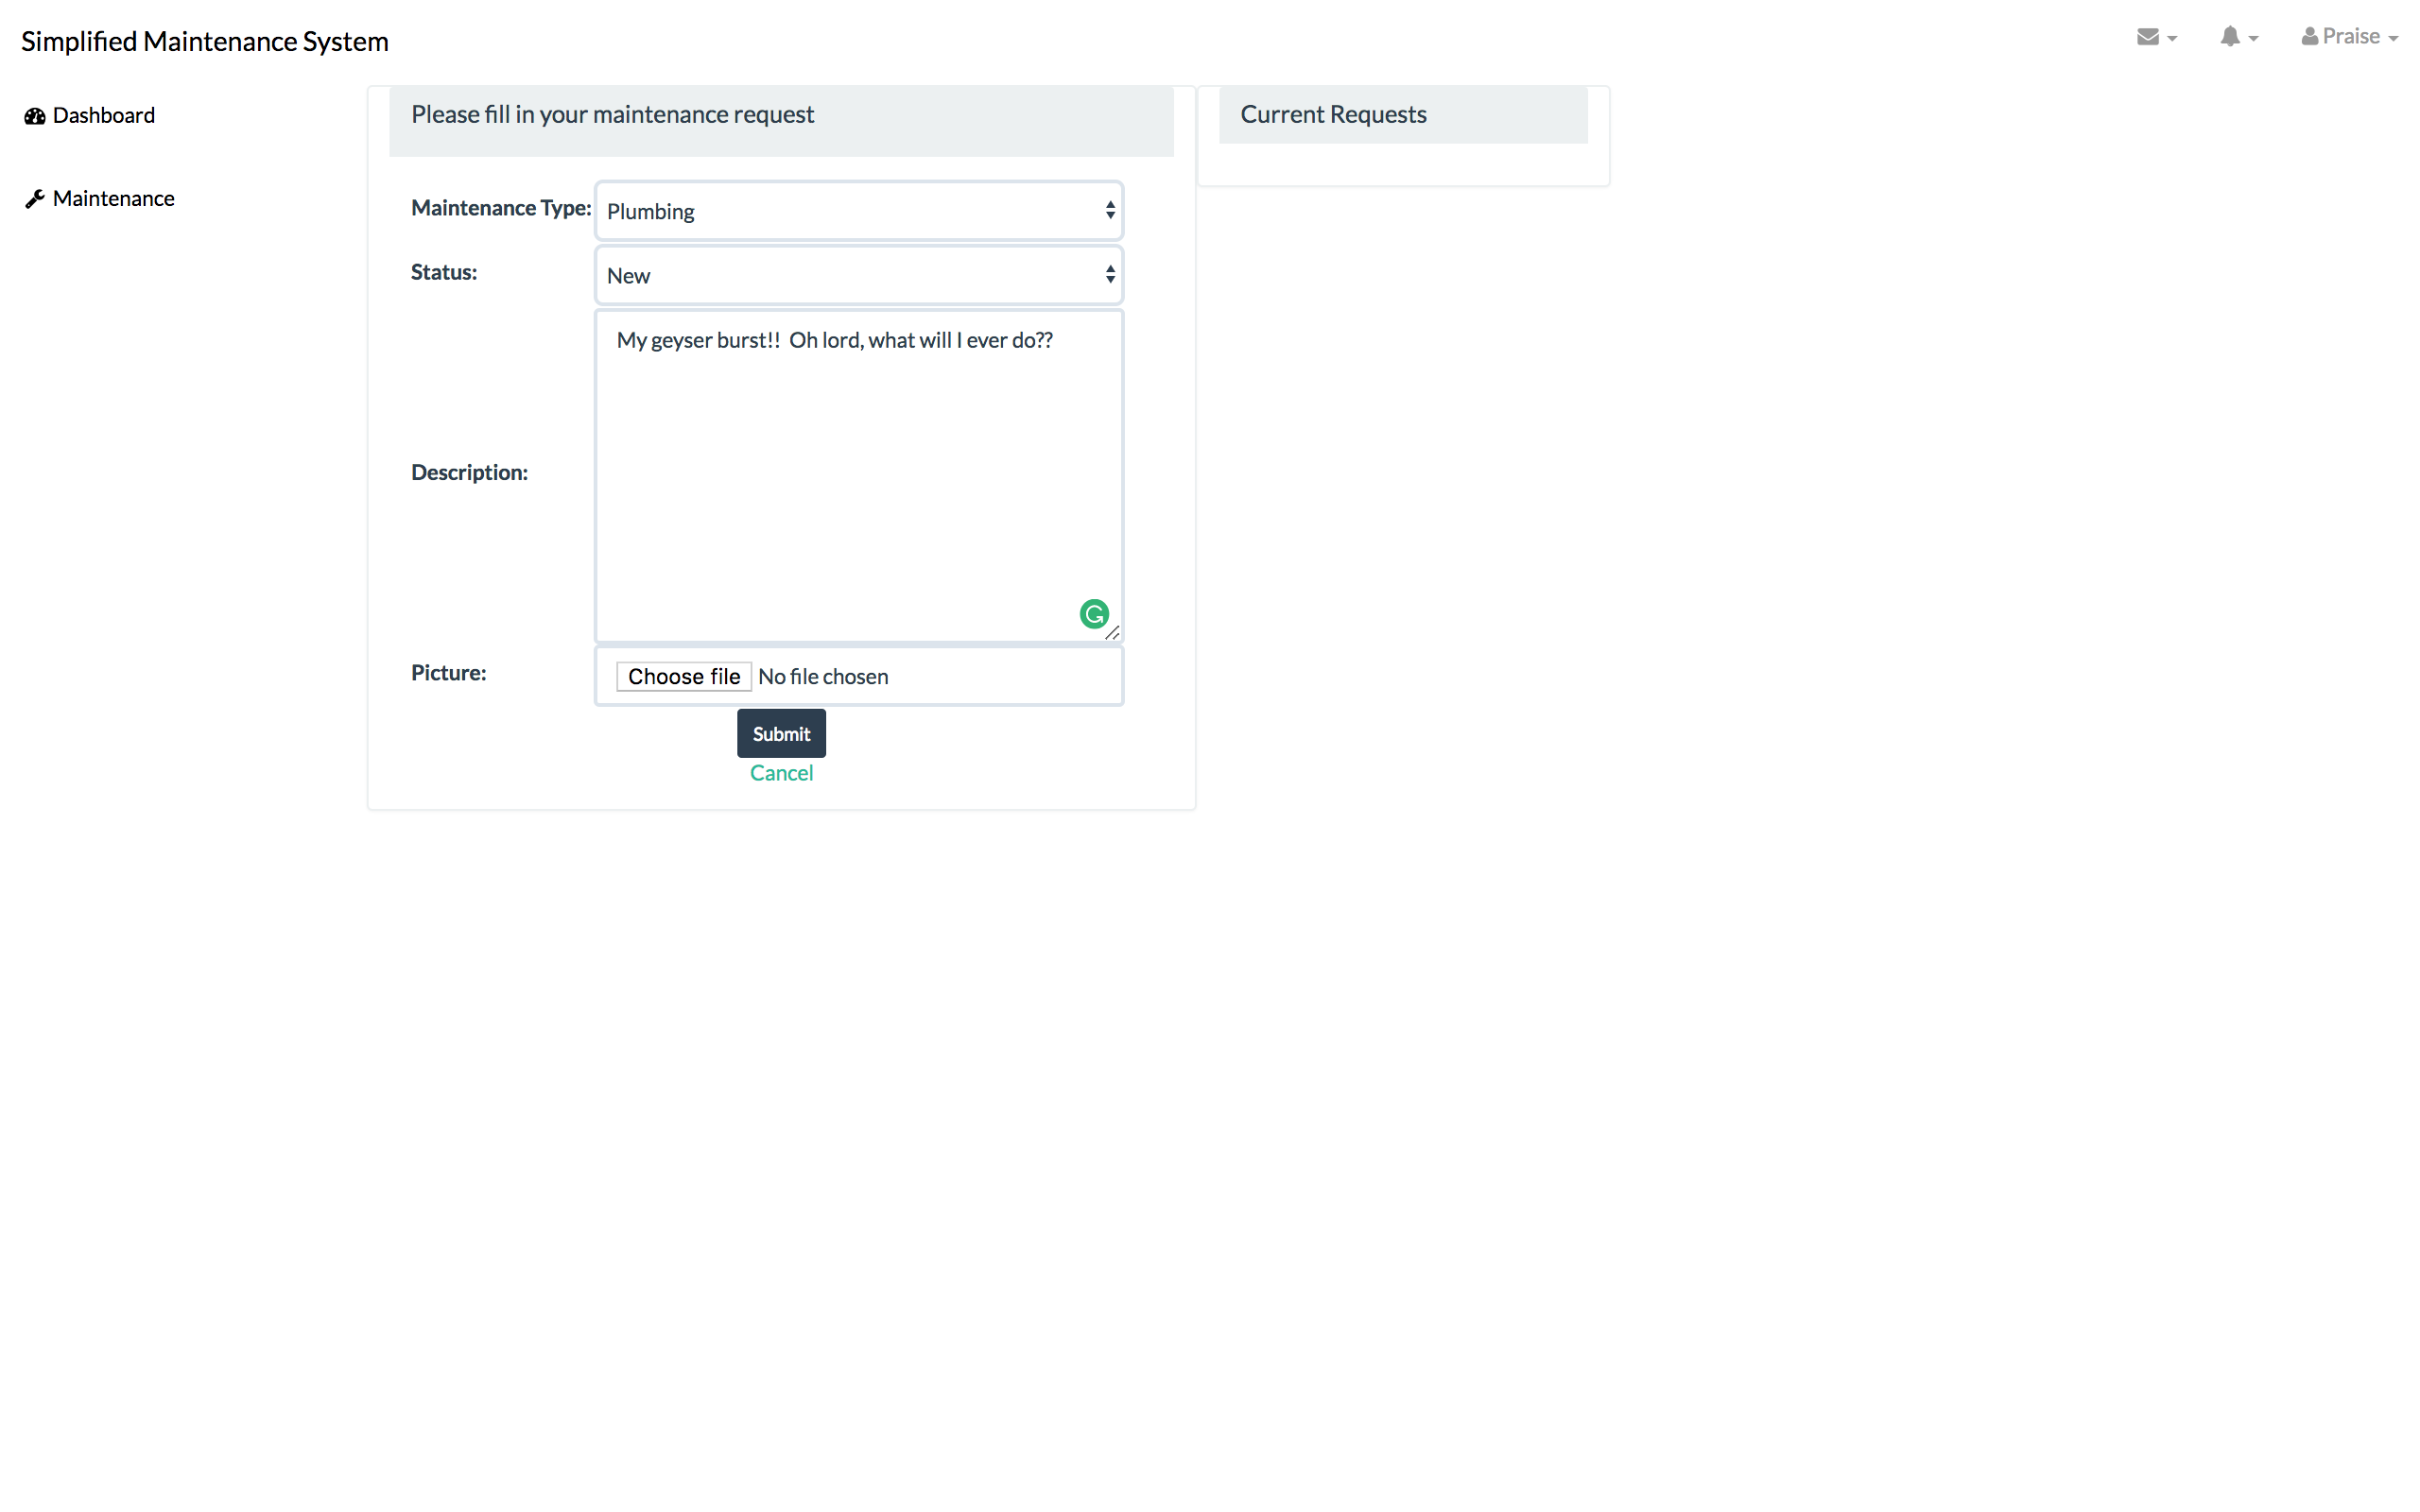 Simplified Maintenance System
Praise
Dashboard
Maintenance
Please fill in your maintenance request
Maintenance Type: Plumbing
Status: New
Description: My geyser burst!!  Oh lord, what will I ever do??
Picture: Choose file No file chosen
Submit
Cancel
Current Requests